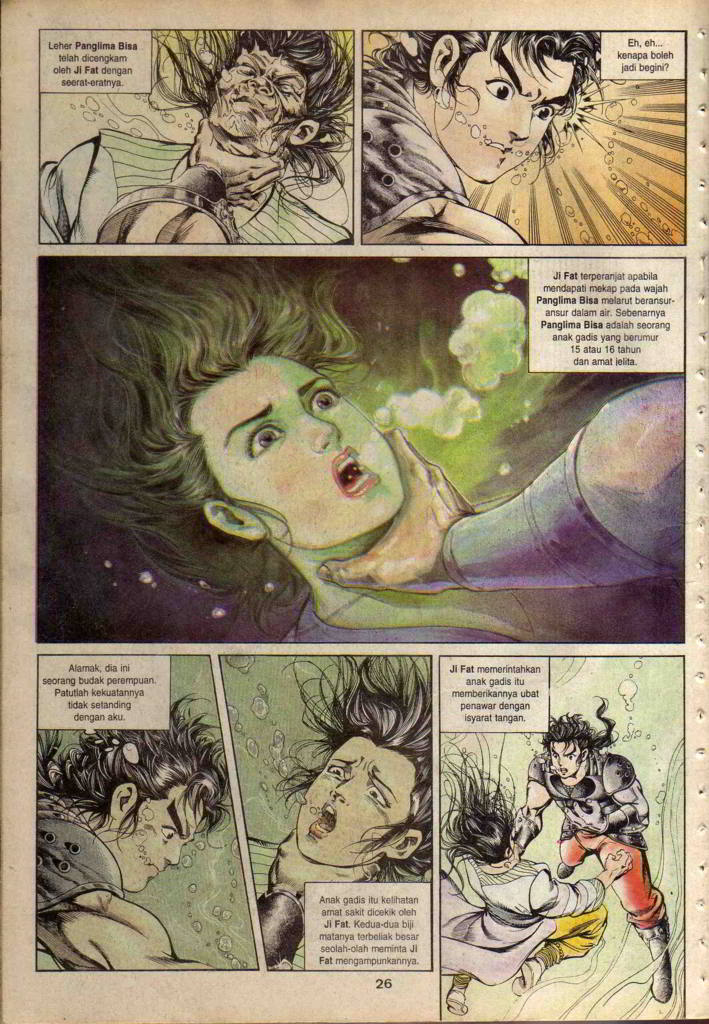 Leher Panglima Bisa
telah dicengkam
oleh Ji Fat dengan
seerat-eratnya.
Eh, eh...
kenapa boleh
jadi begini?
Ji Fat terperanjat apabila
mendapati mekap pada wajah
Panglima Bisa melarut beransur-
ansur dalam air. Sebenarnya
Panglima Bisa adalah seorang
anak gadis yang berumur
15 atau 16 tahun
dan amat jelita.
Alamak, dia ini
seorang budak perempuan.
Patutlah kekuatannya
tidak setanding
dengan aku.
Anak gadis itu kelihatan
amat sakit dicekik oleh
Ji Fat. Kedua-dua biji
matanya terbeliak besar
seolah-olah meminta Ji
Fat mengampunkannya.
Ji Fat memerintahkan
anak gadis itu
memberikannya ubat
penawar dengan
isyarat tangan.
26